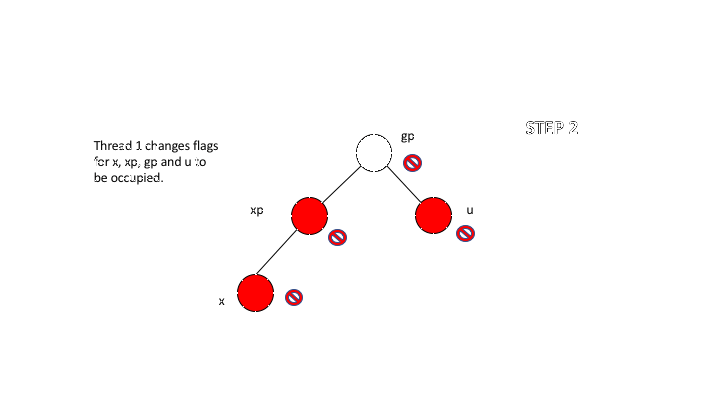 STEP 2
gp
Thread 1 changes flags
for x, xp, gp and u to
be occupied.
xp
u
x